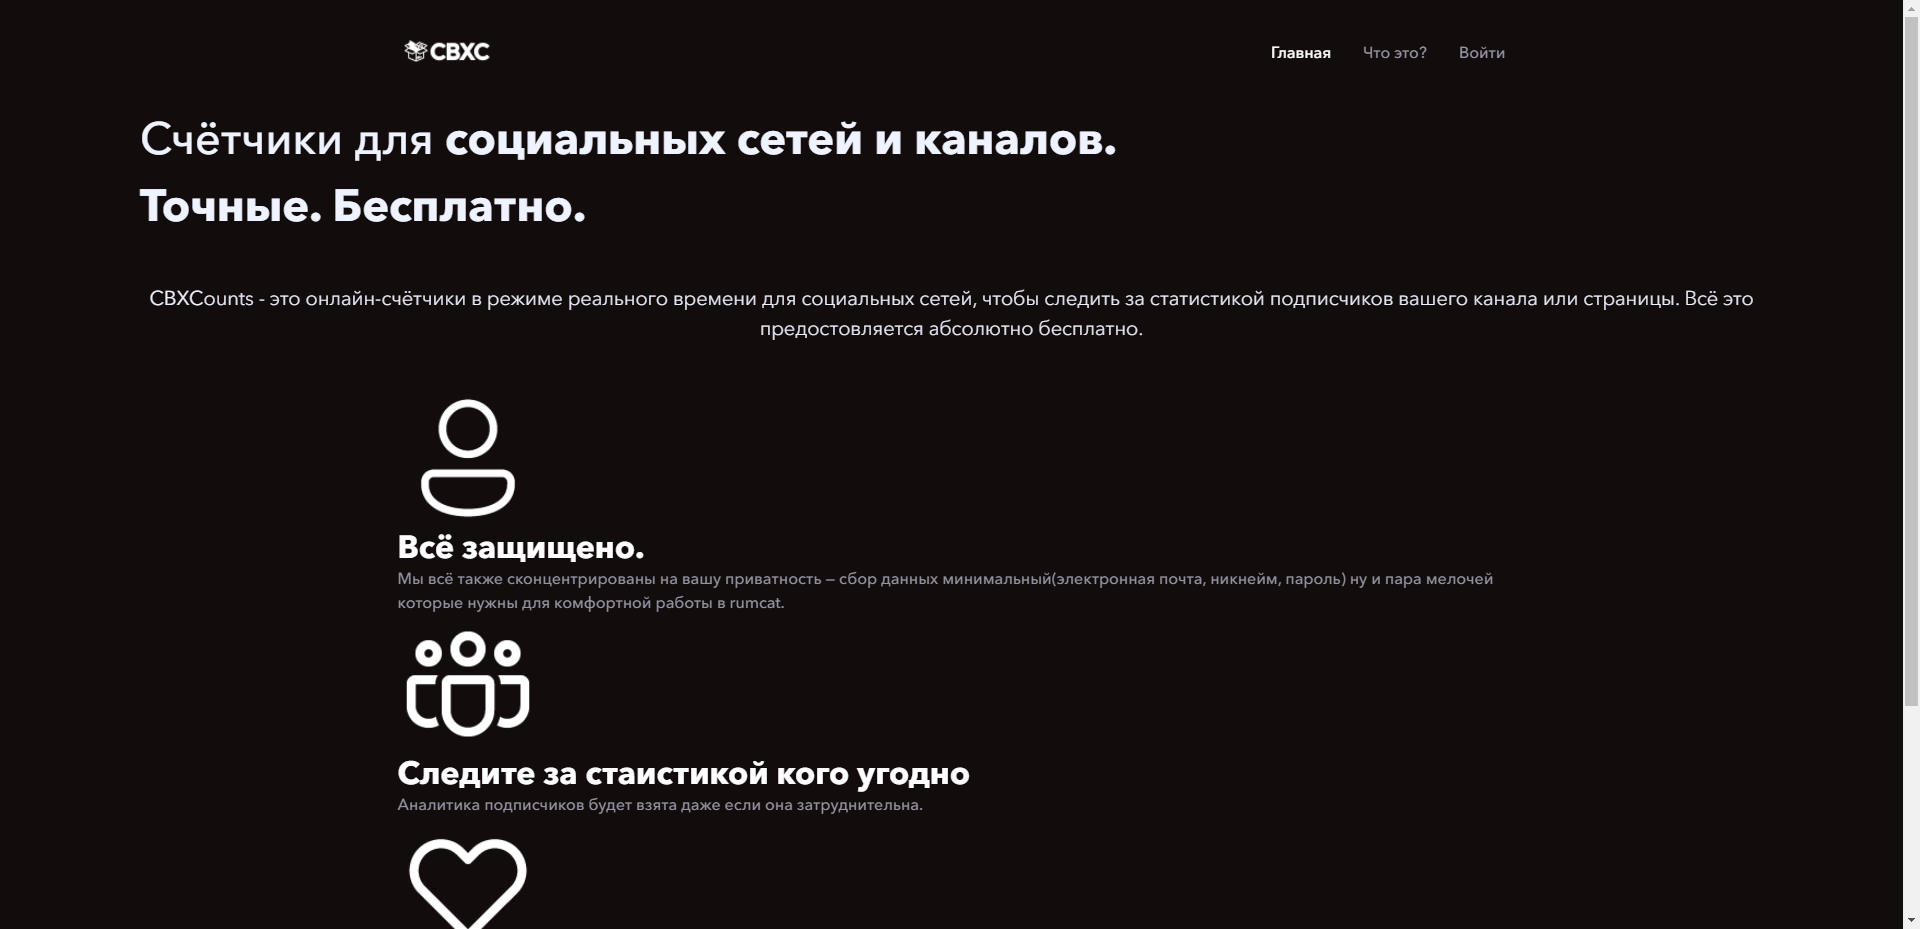 CBXC
Главная Что это? Войти
Счётчики для социальных сетей и каналов.
Точные. Бесплатно.
CBXCounts - это онлайн-счётчики в режиме реального времени для социальных сетей, чтобы следить за статистикой подписчиков вашего канала или страницы. Всё это
предостовляется абсолютно бесплатно.
Всё защищено.
Мы всё также сконцентрированы на вашу приватность — сбор данных минимальный(электронная почта, никнейм, пароль) ну и пара мелочей
которые нужны для комфортной работы в rumcat.
Следите за стаистикой кого угодно
Аналитика подписчиков будет взята даже если она затруднительна.